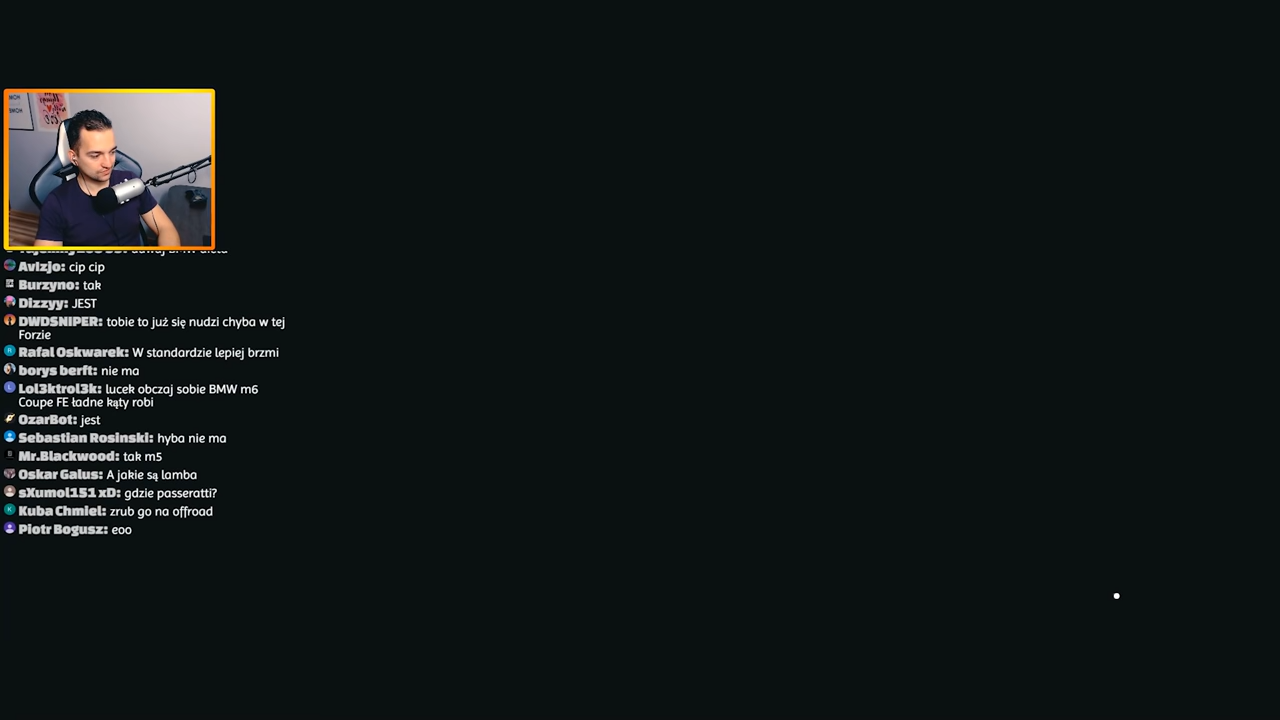 Avizjo: cip cip
Burzyno: tak
Dizzyy: JEST
DWDSNIPER: tobie to już się nudzi chyba w tej
Forzie
Rafal Oskwarek: W standardzie lepiej brzmi
borys berft: nie ma
Lol3ktrol3k: lucek obczaj sobie BMW m6
Coupe FE ładne kąty robi
OzarBot: jest
Sebastian Rosinski: hyba nie ma
Mr.Blackwood: tak m5
Oskar Galus: A jakie są lamba
sXumol151 xD: gdzie passeratti?
Kuba Chmiel: zrub go na offroad
Piotr Bogusz: eoo